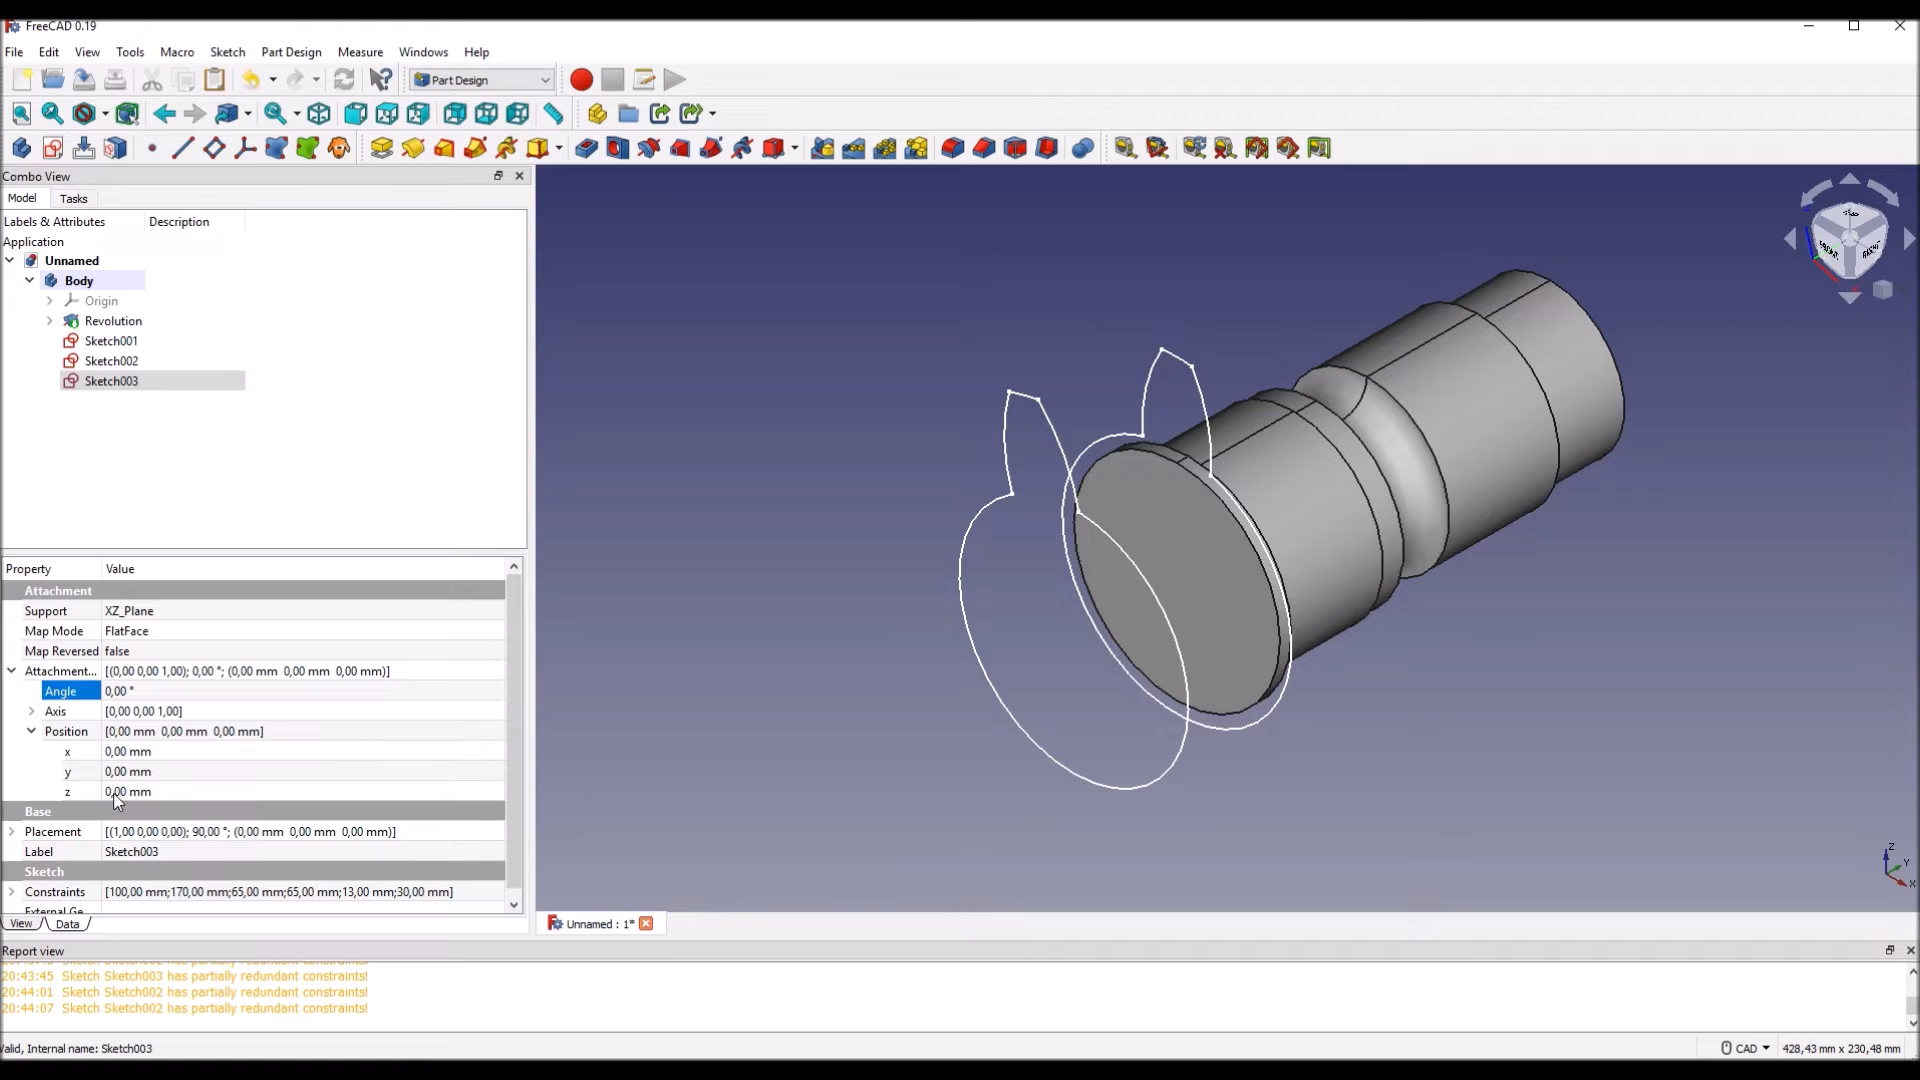 FreeCAD 0.19
File Edit View Tools Macro Sketch Part Design Measure Windows Help
Part Design
Combo View
Model Tasks
Labels & Attributes Description
Application
Unnamed
Body
Origin
Revolution
Sketch001
Sketch002
Sketch003
Property Value
Attachment
Support XZ_Plane
Map Mode FlatFace
Map Reversed false
Attachment... [(0,00 0,00 1,00); 0,00 °; (0,00 mm 0,00 mm 0,00 mm)]
Angle 0,00 °
Axis [0,00 0,00 1,00]
Position [0,00 mm 0,00 mm 0,00 mm]
x 0,00 mm
y 0,00 mm
z 0,00 mm
Base
Placement [(1,00 0,00 0,00); 90,00 °; (0,00 mm 0,00 mm 0,00 mm)]
Label Sketch003
Sketch
Constraints [100,00 mm;170,00 mm;65,00 mm;65,00 mm;13,00 mm;30,00 mm]
External Ge
View Data
Z
Y
X
Unnamed : 1*
Report view
20:43:45 Sketch Sketch003 has partially redundant constraints!
20:44:01 Sketch Sketch002 has partially redundant constraints!
20:44:07 Sketch Sketch002 has partially redundant constraints!
alid, Internal name: Sketch003
CAD 428,43 mm x 230,48 mm